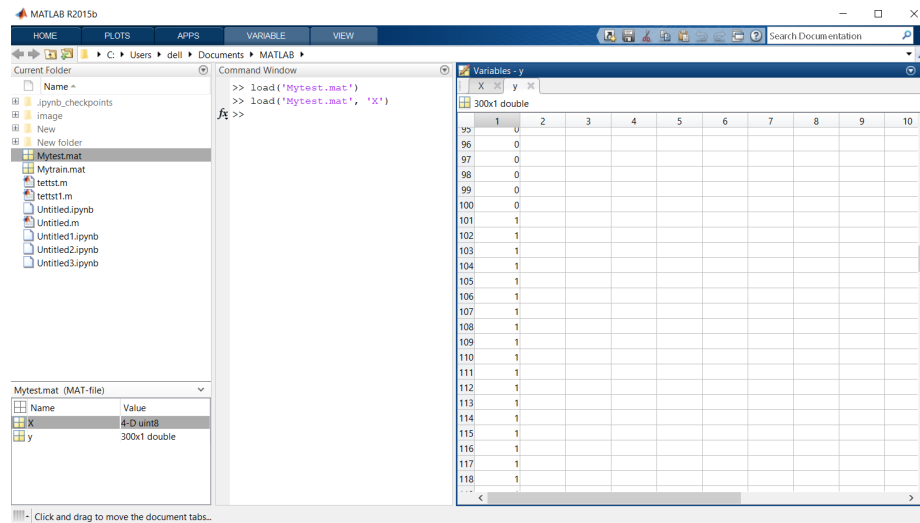 MATLAB R2015b
HOME PLOTS APPS VARIABLE VIEW Search Documentation
C: Users dell Documents MATLAB
Current Folder
Name
.ipynb_checkpoints
image
New
New folder
Mytest.mat
Mytrain.mat
tettst.m
tettst1.m
Untitled.ipynb
Untitled.m
Untitled1.ipynb
Untitled2.ipynb
Untitled3.ipynb
Mytest.mat (MAT-file)
Name Value
X 4-D uint8
y 300x1 double
Command Window
>> load('Mytest.mat')
>> load('Mytest.mat', 'X')
fx >>
Variables - y
X y
300x1 double
1 2 3 4 5 6 7 8 9 10
95 0
96 0
97 0
98 0
99 0
100 0
101 1
102 1
103 1
104 1
105 1
106 1
107 1
108 1
109 1
110 1
111 1
112 1
113 1
114 1
115 1
116 1
117 1
118 1
Click and drag to move the document tabs...